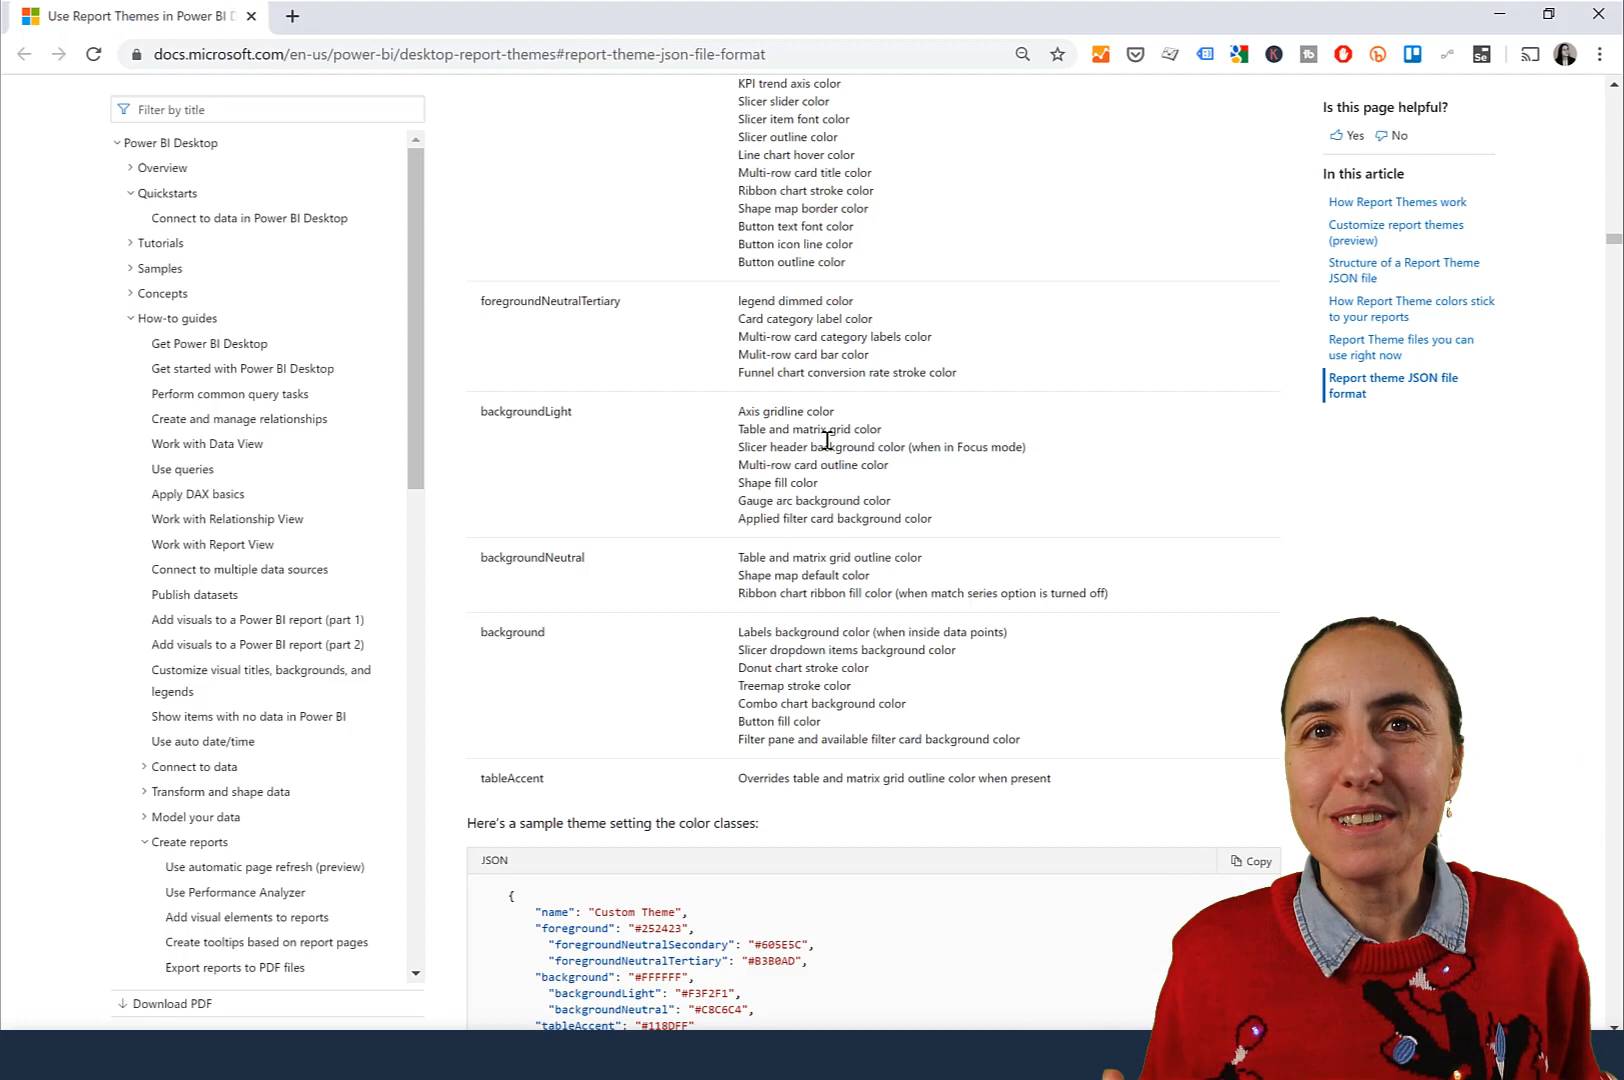 Use Report Themes in Power BI D
docs.microsoft.com/en-us/power-bi/desktop-report-themes#report-theme-json-file-format
Filter by title
Power BI Desktop
Overview
Quickstarts
Connect to data in Power BI Desktop
Tutorials
Samples
Concepts
How-to guides
Get Power BI Desktop
Get started with Power BI Desktop
Perform common query tasks
Create and manage relationships
Work with Data View
Use queries
Apply DAX basics
Work with Relationship View
Work with Report View
Connect to multiple data sources
Publish datasets
Add visuals to a Power BI report (part 1)
Add visuals to a Power BI report (part 2)
Customize visual titles, backgrounds, and
legends
Show items with no data in Power BI
Use auto date/time
Connect to data
Transform and shape data
Model your data
Create reports
Use automatic page refresh (preview)
Use Performance Analyzer
Add visual elements to reports
Create tooltips based on report pages
Export reports to PDF files
Download PDF
KPI trend axis color
Slicer slider color
Slicer item font color
Slicer outline color
Line chart hover color
Multi-row card title color
Ribbon chart stroke color
Shape map border color
Button text font color
Button icon line color
Button outline color
foregroundNeutralTertiary
legend dimmed color
Card category label color
Multi-row card category labels color
Mulit-row card bar color
Funnel chart conversion rate stroke color
backgroundLight
Axis gridline color
Table and matrix grid color
Slicer header background color (when in Focus mode)
Multi-row card outline color
Shape fill color
Gauge arc background color
Applied filter card background color
backgroundNeutral
Table and matrix grid outline color
Shape map default color
Ribbon chart ribbon fill color (when match series option is turned off)
background
Labels background color (when inside data points)
Slicer dropdown items background color
Donut chart stroke color
Treemap stroke color
Combo chart background color
Button fill color
Filter pane and available filter card background color
tableAccent
Overrides table and matrix grid outline color when present
Here's a sample theme setting the color classes:
JSON
Copy
{
"name": "Custom Theme",
"foreground": "#252423",
"foregroundNeutralSecondary": "#605E5C",
"foregroundNeutralTertiary": "#B3B0AD",
"background": "#FFFFFF",
"backgroundLight": "#F3F2F1",
"backgroundNeutral": "#C8C6C4",
"tableAccent": "#118DFF"
Is this page helpful?
Yes
No
In this article
How Report Themes work
Customize report themes
(preview)
Structure of a Report Theme
JSON file
How Report Theme colors stick
to your reports
Report Theme files you can
use right now
Report theme JSON file
format